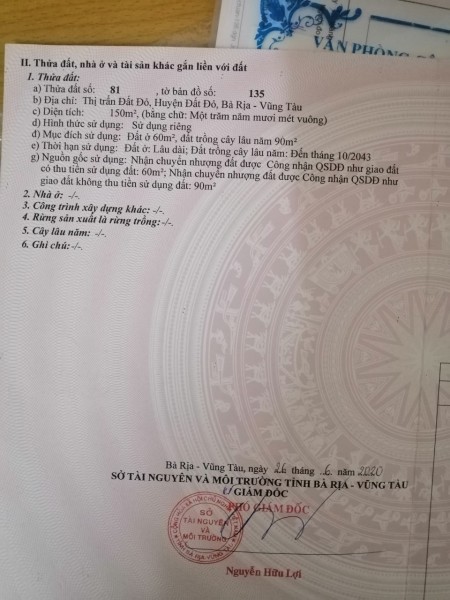 VĂN PHÒNG
II. Thửa đất, nhà ở và tài sản khác gắn liền với đất
1. Thửa đất:
a) Thửa đất số: 81 , tờ bản đồ số: 135
b) Địa chỉ: Thị trấn Đất Đỏ, Huyện Đất Đỏ, Bà Rịa - Vũng Tàu
c) Diện tích: 150m², (bằng chữ: Một trăm năm mươi mét vuông)
d) Hình thức sử dụng: Sử dụng riêng
đ) Mục đích sử dụng: Đất ở 60m², đất trồng cây lâu năm 90m²
e) Thời hạn sử dụng: Đất ở: Lâu dài; Đất trồng cây lâu năm: Đến tháng 10/2043
g) Nguồn gốc sử dụng: Nhận chuyển nhượng đất được Công nhận QSDĐ như giao đất
có thu tiền sử dụng đất: 60m²; Nhận chuyển nhượng đất được Công nhận QSDĐ như
giao đất không thu tiền sử dụng đất: 90m²
2. Nhà ở: -/-.
3. Công trình xây dựng khác: -/-.
4. Rừng sản xuất là rừng trồng:-/-.
5. Cây lâu năm: -/-.
6. Ghi chú:-/-.
Bà Rịa - Vũng Tàu, ngày 26 tháng 6 năm 2020
SỞ TÀI NGUYÊN VÀ MÔI TRƯỜNG TỈNH BÀ RỊA - VŨNG TÀU
GIÁM ĐỐC
PHÓ GIÁM ĐỐC
SỞ
TÀI NGUYÊN
VÀ
MÔI TRƯỜNG
Nguyễn Hữu Lợi